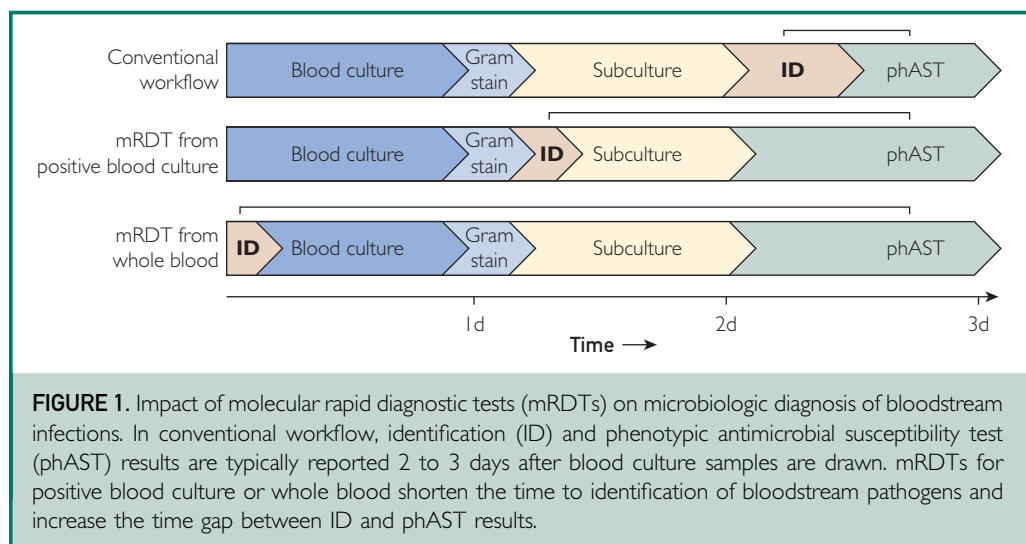 Conventional
workflow
Blood culture
Gram
stain
Subculture
ID
phAST
mRDT from
positive blood culture
Blood culture
Gram
stain
ID
Subculture
phAST
mRDT from
whole blood
ID
Blood culture
Gram
stain
Subculture
phAST
1d
2d
3d
Time
FIGURE 1. Impact of molecular rapid diagnostic tests (mRDTs) on microbiologic diagnosis of bloodstream
infections. In conventional workflow, identification (ID) and phenotypic antimicrobial susceptibility test
(phAST) results are typically reported 2 to 3 days after blood culture samples are drawn. mRDTs for
positive blood culture or whole blood shorten the time to identification of bloodstream pathogens and
increase the time gap between ID and phAST results.